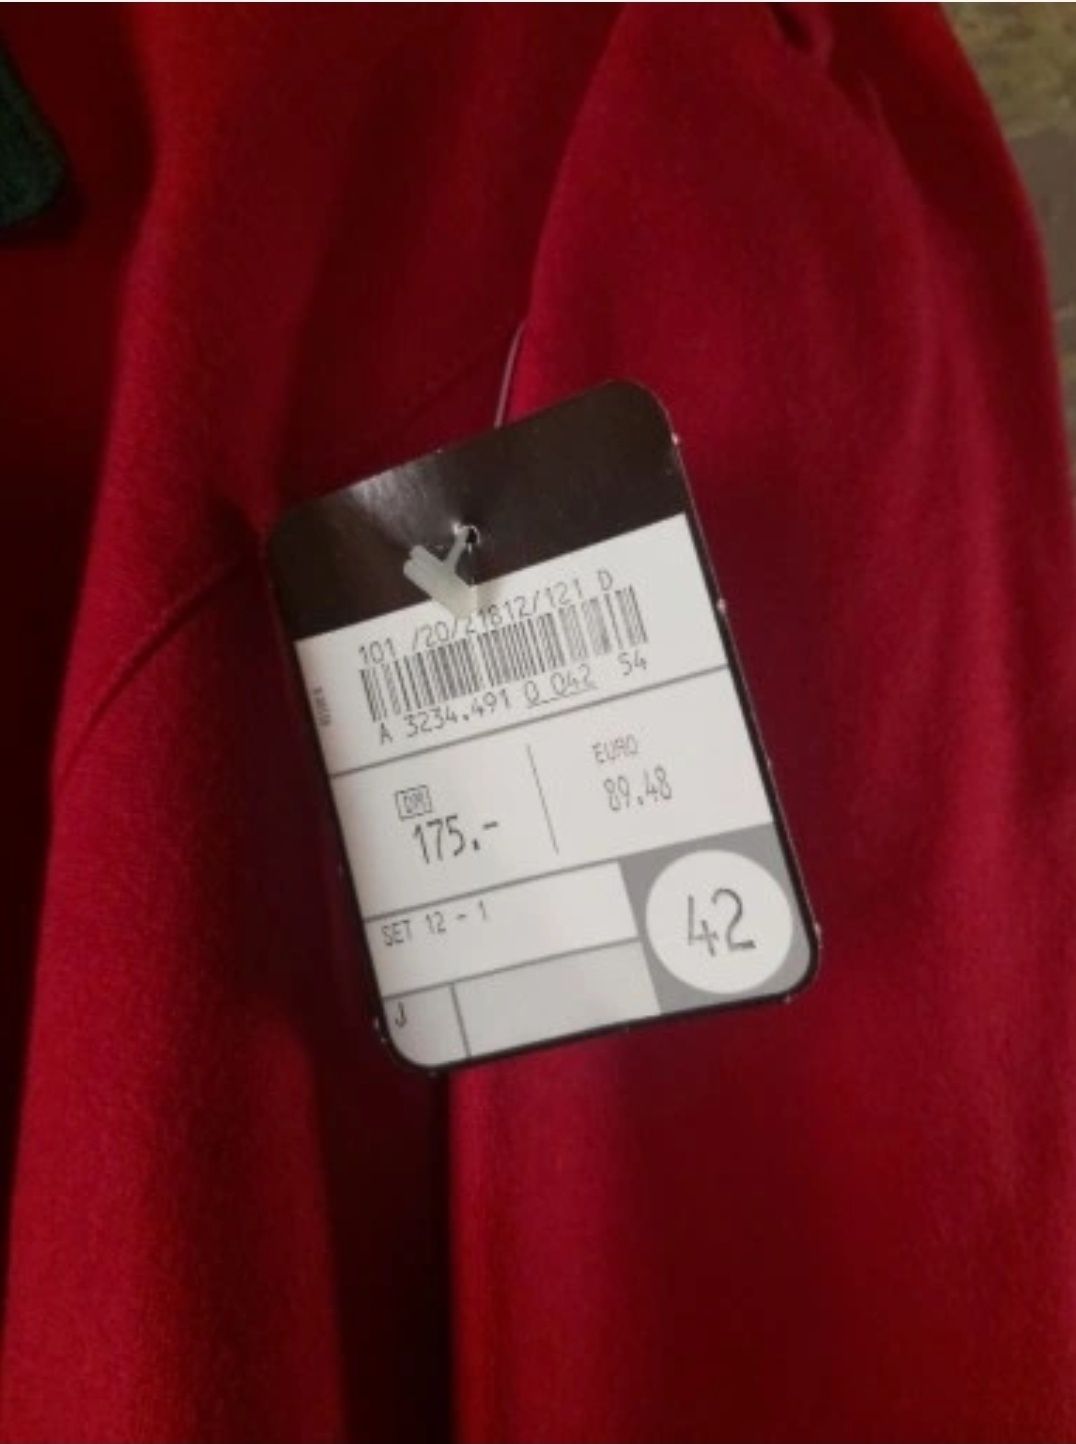 101 /20/21812/121 D
A 3234.491 0 042 54
DM
175.-
EURO
89.48
SET 12 - 1
42
J